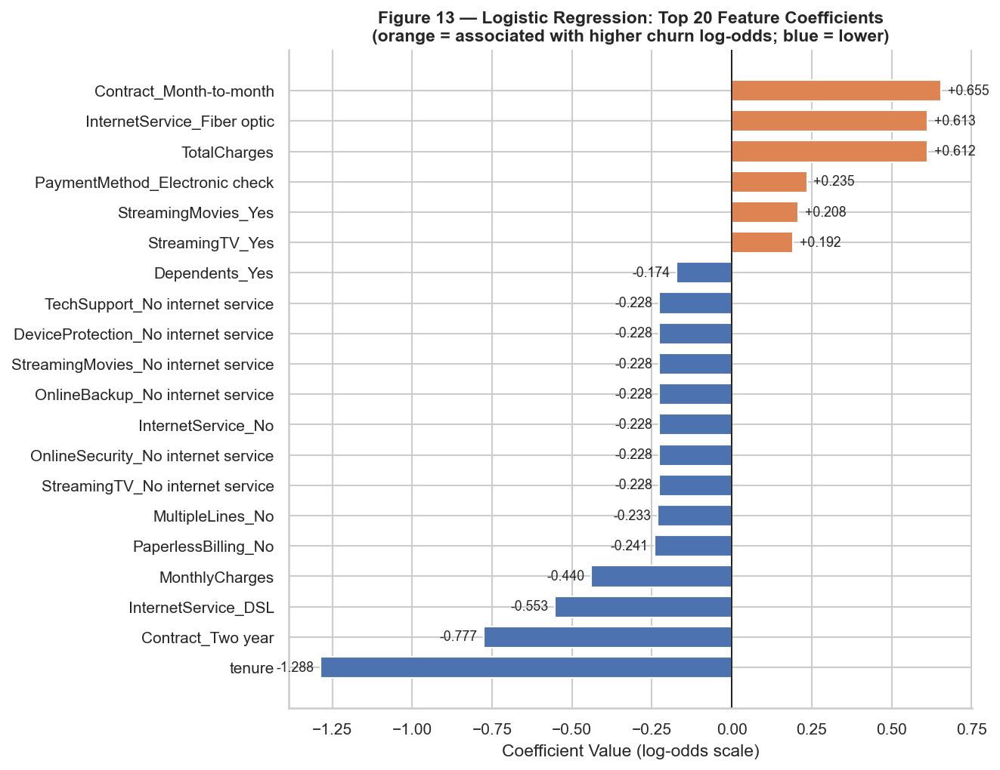 Figure 13 — Logistic Regression: Top 20 Feature Coefficients
(orange = associated with higher churn log-odds; blue = lower)
Contract_Month-to-month +0.655
InternetService_Fiber optic +0.613
TotalCharges +0.612
PaymentMethod_Electronic check +0.235
StreamingMovies_Yes +0.208
StreamingTV_Yes +0.192
Dependents_Yes -0.174
TechSupport_No internet service -0.228
DeviceProtection_No internet service -0.228
StreamingMovies_No internet service -0.228
OnlineBackup_No internet service -0.228
InternetService_No -0.228
OnlineSecurity_No internet service -0.228
StreamingTV_No internet service -0.228
MultipleLines_No -0.233
PaperlessBilling_No -0.241
MonthlyCharges -0.440
InternetService_DSL -0.553
Contract_Two year -0.777
tenure -1.288
−1.25 −1.00 −0.75 −0.50 −0.25 0.00 0.25 0.50 0.75
Coefficient Value (log-odds scale)